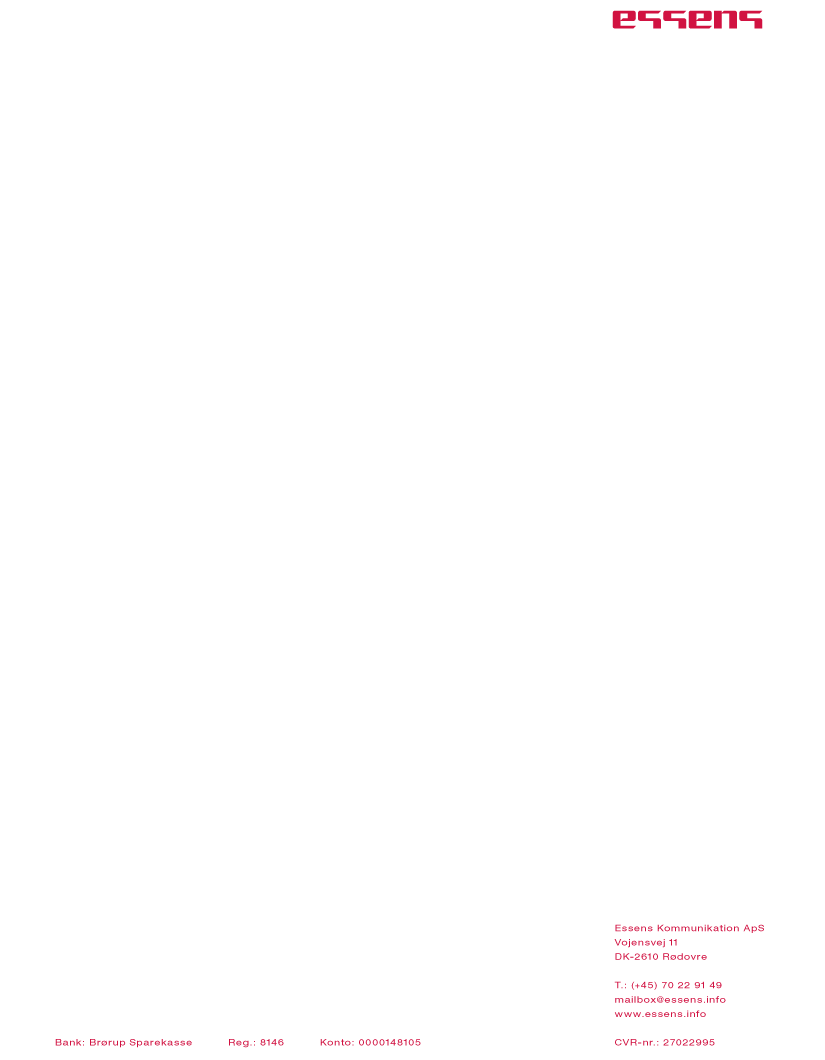 essens
Essens Kommunikation ApS
Vojensvej 11
DK-2610 Rødovre
T.: (+45) 70 22 91 49
mailbox@essens.info
www.essens.info
Bank: Brørup Sparekasse Reg.: 8146 Konto: 0000148105 CVR-nr.: 27022995